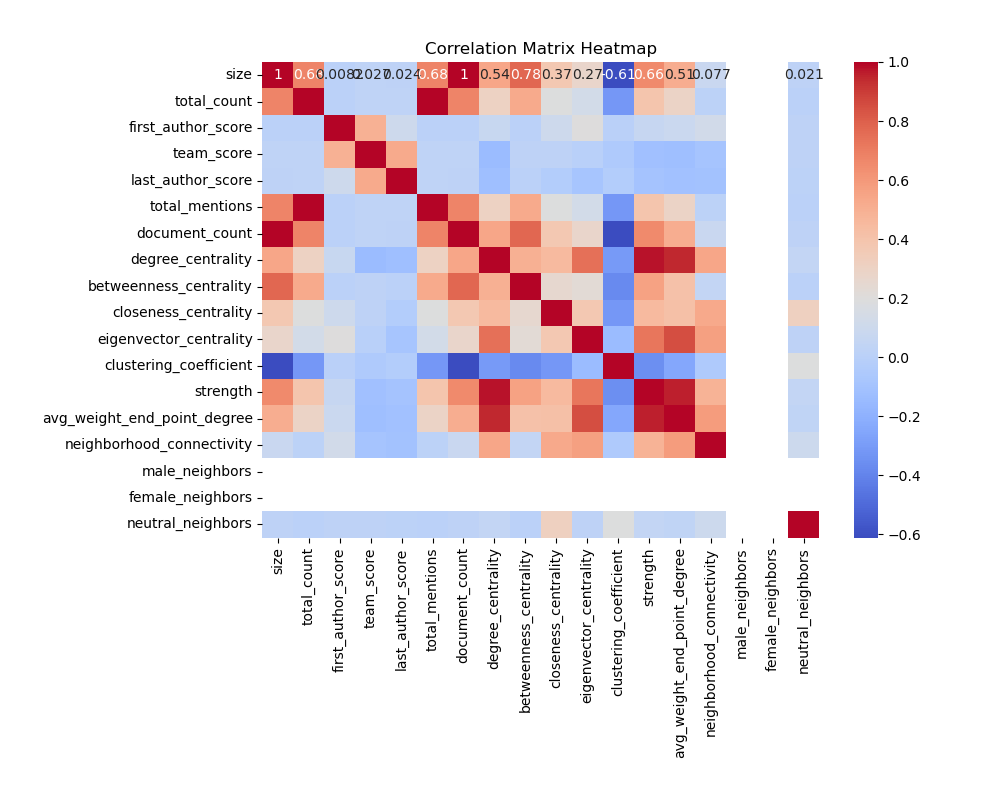 Correlation Matrix Heatmap
size 1 0.0082 0.027 0.024 0.68 1 0.54 0.78 0.37 0.27 -0.61 0.66 0.51 0.077 0.021
total_count
first_author_score
team_score
last_author_score
total_mentions
document_count
degree_centrality
betweenness_centrality
closeness_centrality
eigenvector_centrality
clustering_coefficient
strength
avg_weight_end_point_degree
neighborhood_connectivity
male_neighbors
female_neighbors
neutral_neighbors
size
total_count
first_author_score
team_score
last_author_score
total_mentions
document_count
degree_centrality
betweenness_centrality
closeness_centrality
eigenvector_centrality
clustering_coefficient
strength
avg_weight_end_point_degree
neighborhood_connectivity
male_neighbors
female_neighbors
neutral_neighbors
1.0
0.8
0.6
0.4
0.2
0.0
−0.2
−0.4
−0.6